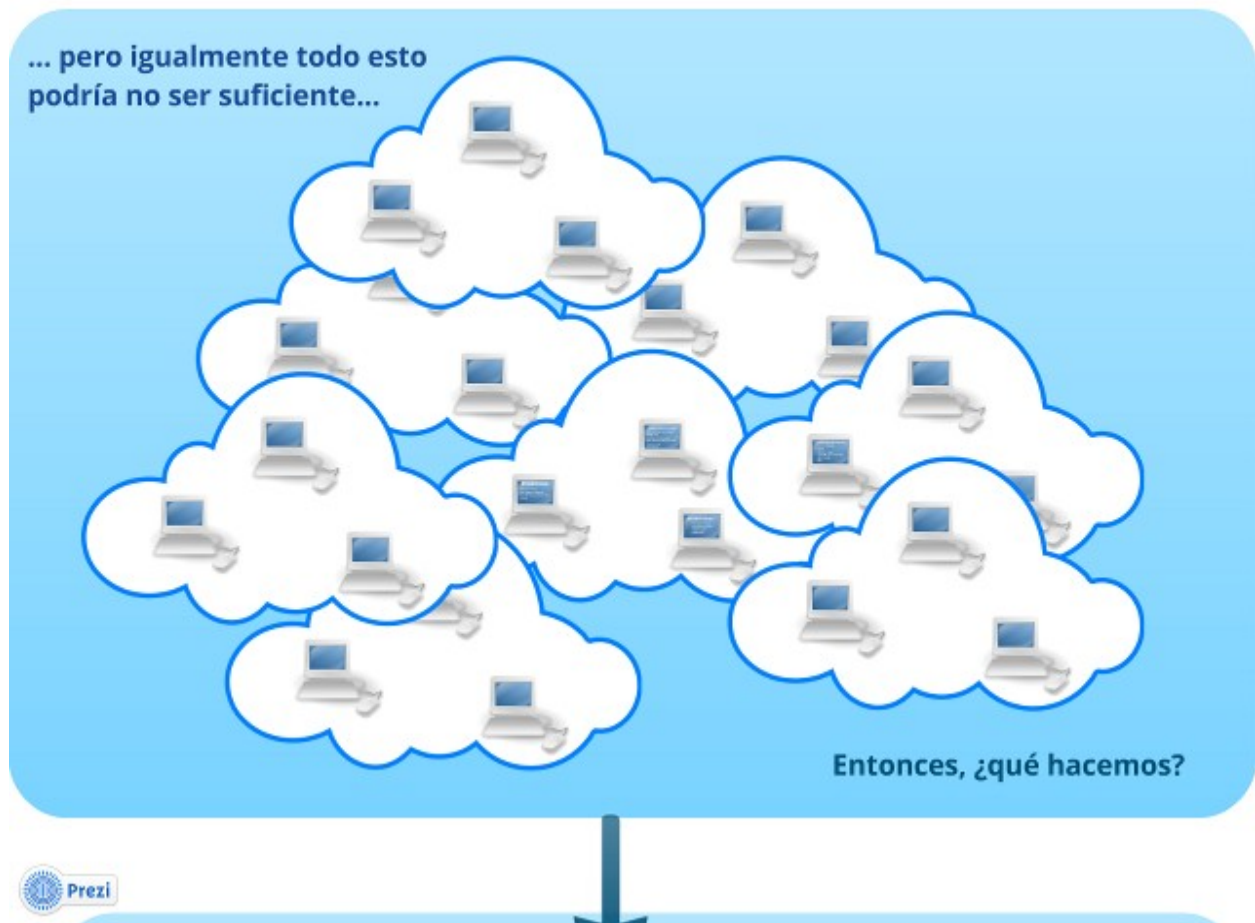 ... pero igualmente todo esto
podría no ser suficiente...
Entonces, ¿qué hacemos?
Prezi